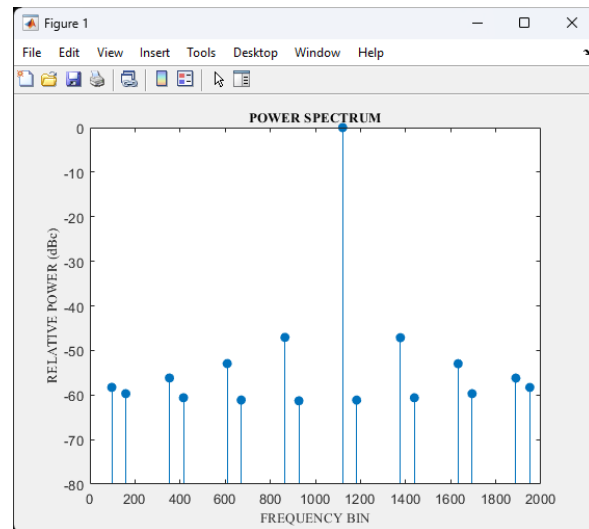 Figure 1
File Edit View Insert Tools Desktop Window Help
POWER SPECTRUM
0
-10
-20
-30
-40
-50
-60
-70
-80
RELATIVE POWER (dBc)
0 200 400 600 800 1000 1200 1400 1600 1800 2000
FREQUENCY BIN